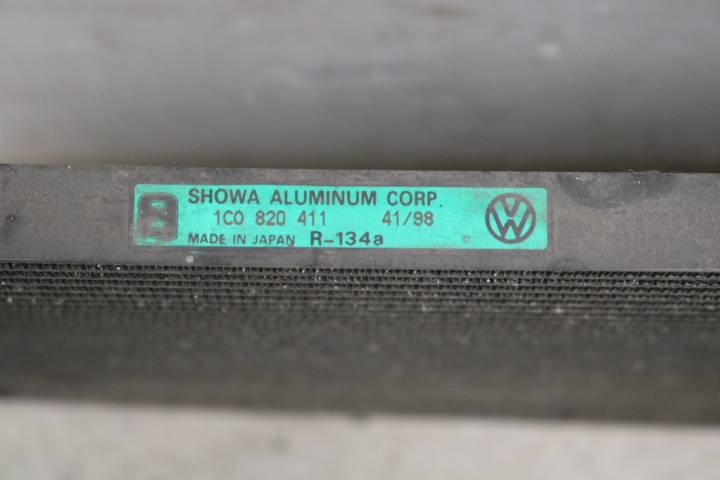 SHOWA ALUMINUM CORP.
1C0 820 411 41/98
MADE IN JAPAN R-134a